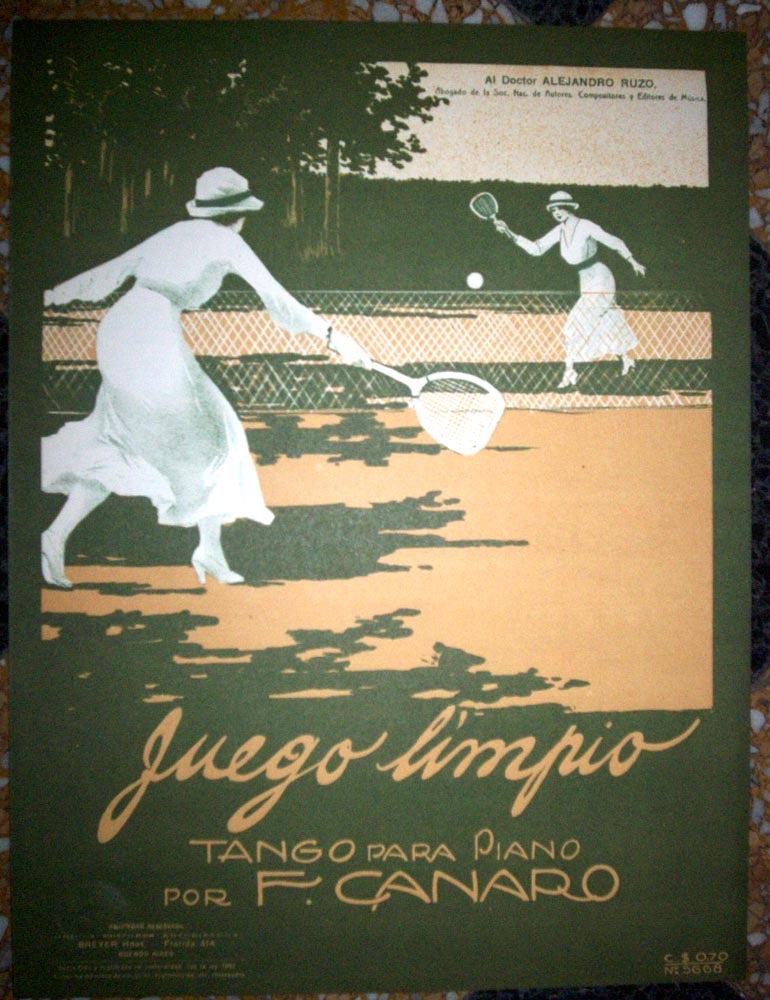 Al Doctor ALEJANDRO RUZO,
Abogado de la Soc. Nac. de Autores, Compositores y Editores de Música.
Juego limpio
TANGO PARA PIANO
POR F. CANARO
BREYER Hnos. Florida 414
BUENOS AIRES
C. $ 0.70
Nº 5668